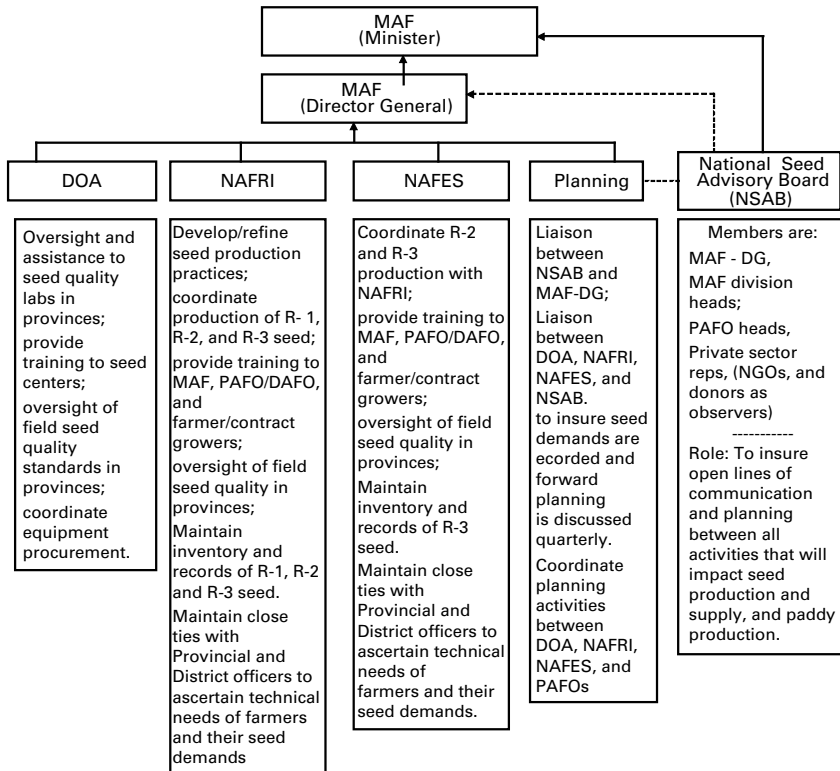 MAF
(Minister)
MAF
(Director General)
DOA
NAFRI
NAFES
Planning
National Seed
Advisory Board
(NSAB)
Oversight and
assistance to
seed quality
labs in
provinces;
provide
training to seed
centers;
oversight of
field seed
quality
standards in
provinces;
coordinate
equipment
procurement.
Develop/refine
seed production
practices;
coordinate
production of R- 1,
R-2, and R-3 seed;
provide training to
MAF, PAFO/DAFO,
and
farmer/contract
growers;
oversight of field
seed quality in
provinces;
Maintain
inventory and
records of R-1, R-2
and R-3 seed.
Maintain close
ties with
Provincial and
District officers to
ascertain technical
needs of farmers
and their seed
demands
Coordinate R-2
and R-3
production with
NAFRI;
provide training to
MAF, PAFO/DAFO,
and
farmer/contract
growers;
oversight of field
seed quality in
provinces;
Maintain
inventory and
records of R-3
seed.
Maintain close
ties with
Provincial and
District officers to
ascertain technical
needs of
farmers and their
seed demands.
Liaison
between
NSAB and
MAF-DG;
Liaison
between
DOA, NAFRI,
NAFES, and
NSAB.
to insure seed
demands are
ecorded and
forward
planning
is discussed
quarterly.
Coordinate
planning
activities
between
DOA, NAFRI,
NAFES, and
PAFOs
Members are:
MAF - DG,
MAF division
heads;
PAFO heads,
Private sector
reps, (NGOs, and
donors as
observers)
-----------
Role: To insure
open lines of
communication
and planning
between all
activities that will
impact seed
production and
supply, and paddy
production.